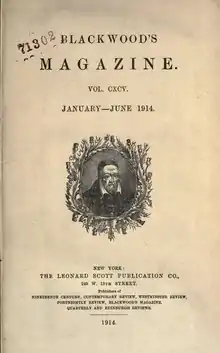 71302
BLACKWOOD'S
MAGAZINE.
VOL. CXCV.
JANUARY—JUNE 1914.
NEW YORK:
THE LEONARD SCOTT PUBLICATION CO.,
249 W. 13TH STREET.
Publishers of
NINETEENTH CENTURY, CONTEMPORARY REVIEW, WESTMINSTER REVIEW,
FORTNIGHTLY REVIEW, BLACKWOOD'S MAGAZINE,
QUARTERLY AND EDINBURGH REVIEWS.
1914